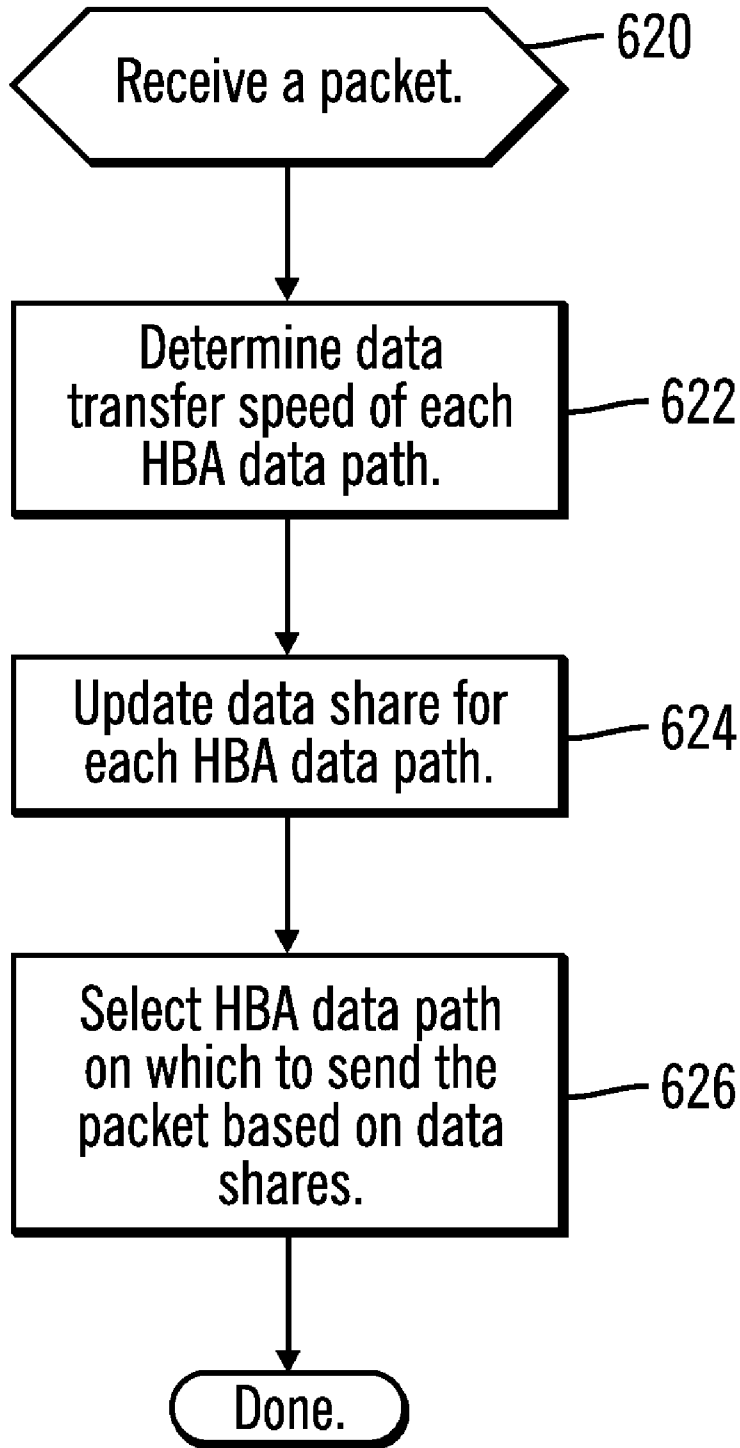 Receive a packet.
620
Determine data
transfer speed of each
HBA data path.
622
Update data share for
each HBA data path.
624
Select HBA data path
on which to send the
packet based on data
shares.
626
Done.